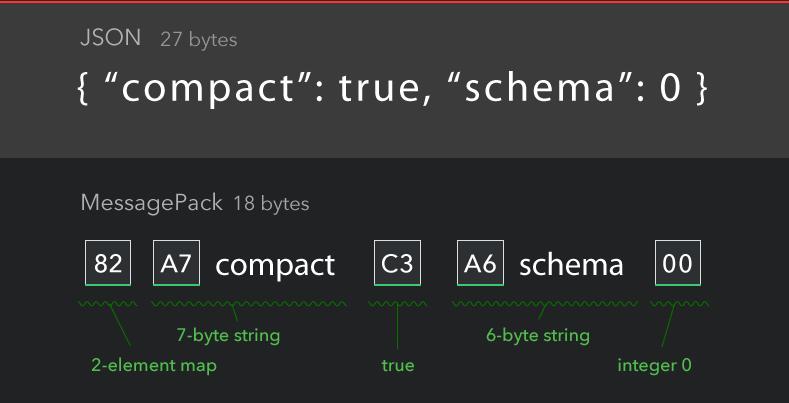 JSON 27 bytes
{ “compact”: true, “schema”: 0 }
MessagePack 18 bytes
82 A7 compact C3 A6 schema 00
7-byte string 6-byte string
2-element map true integer 0